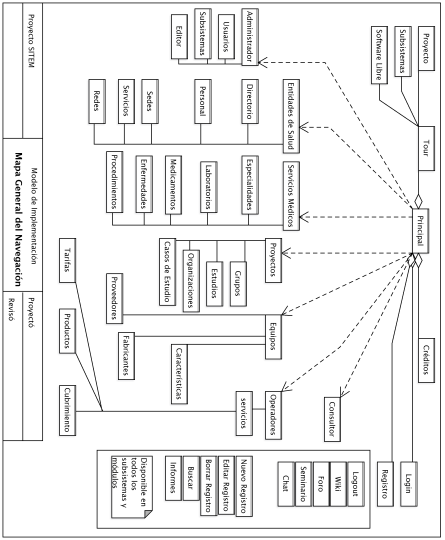 Principal
Tour
Proyecto
Subsistemas
Software Libre
Créditos
Login
Registro
Administrador
Usuarios
Subsistemas
Editor
Entidades de Salud
Directorio
Personal
Sedes
Servicios
Redes
Servicios Médicos
Especialidades
Laboratorios
Medicamentos
Enfermedades
Procedimientos
Proyectos
Grupos
Estudios
Organizaciones
Casos de Estudio
Equipos
Características
Fabricantes
Proveedores
Operadores
servicios
Cubrimiento
Productos
Tarifas
Consultor
Logout
Wiki
Foro
Seminario
Chat
Nuevo Registro
Editar Registro
Borrar Registro
Buscar
Informes
Disponible en
todos los
subsistemas y
módulos
Proyecto SITEM
Modelo de Implementación
Mapa General del Navegación
Proyectó
Revisó